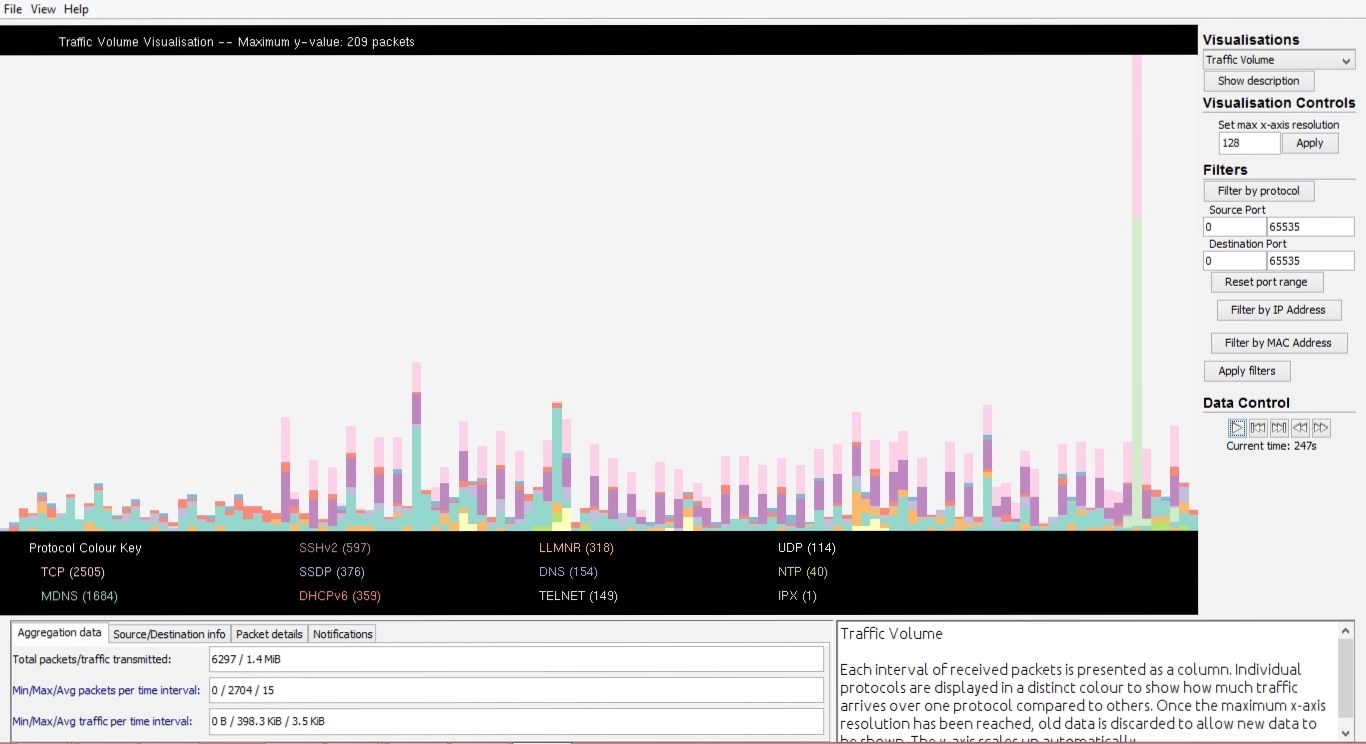 File View Help
Traffic Volume Visualisation -- Maximum y-value: 209 packets
Protocol Colour Key
TCP (2505)
MDNS (1684)
SSHv2 (597)
SSDP (376)
DHCPv6 (359)
LLMNR (318)
DNS (154)
TELNET (149)
UDP (114)
NTP (40)
IPX (1)
Visualisations
Traffic Volume
Show description
Visualisation Controls
Set max x-axis resolution
128 Apply
Filters
Filter by protocol
Source Port
0 65535
Destination Port
0 65535
Reset port range
Filter by IP Address
Filter by MAC Address
Apply filters
Data Control
Current time: 247s
Aggregation data Source/Destination info Packet details Notifications
Total packets/traffic transmitted: 6297 / 1.4 MiB
Min/Max/Avg packets per time interval: 0 / 2704 / 15
Min/Max/Avg traffic per time interval: 0 B / 398.3 KiB / 3.5 KiB
Traffic Volume
Each interval of received packets is presented as a column. Individual
protocols are displayed in a distinct colour to show how much traffic
arrives over one protocol compared to others. Once the maximum x-axis
resolution has been reached, old data is discarded to allow new data to
be shown. The y-axis scales up automatically.